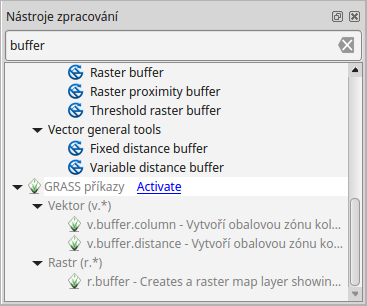 Nástroje zpracování
buffer
Raster buffer
Raster proximity buffer
Threshold raster buffer
Vector general tools
Fixed distance buffer
Variable distance buffer
GRASS příkazy Activate
Vektor (v.*)
v.buffer.column - Vytvoří obalovou zónu kol...
v.buffer.distance - Vytvoří obalovou zónu ko...
Rastr (r.*)
r.buffer - Creates a raster map layer showin...